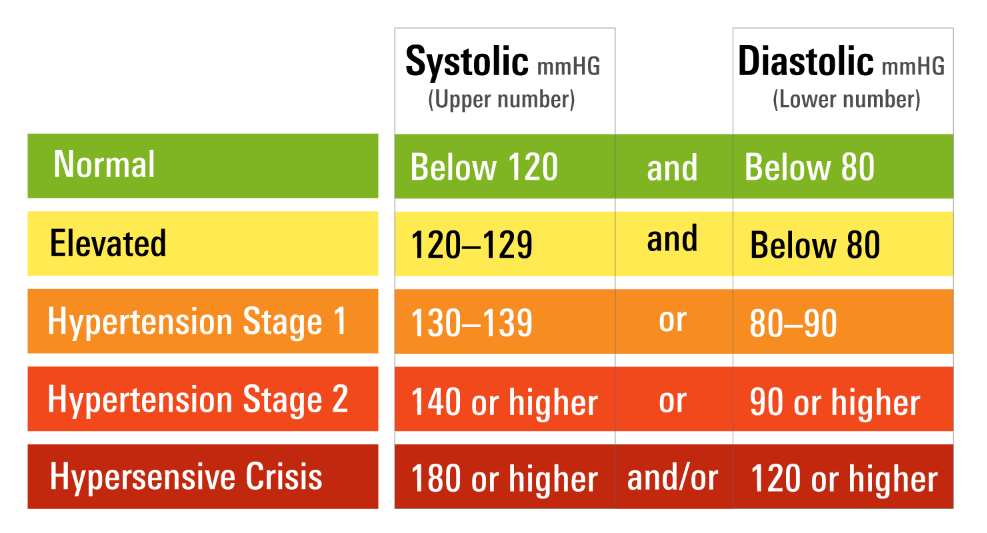 Systolic mmHG
(Upper number)
Diastolic mmHG
(Lower number)
Normal Below 120 and Below 80
Elevated 120–129 and Below 80
Hypertension Stage 1 130–139 or 80–90
Hypertension Stage 2 140 or higher or 90 or higher
Hypersensive Crisis 180 or higher and/or 120 or higher